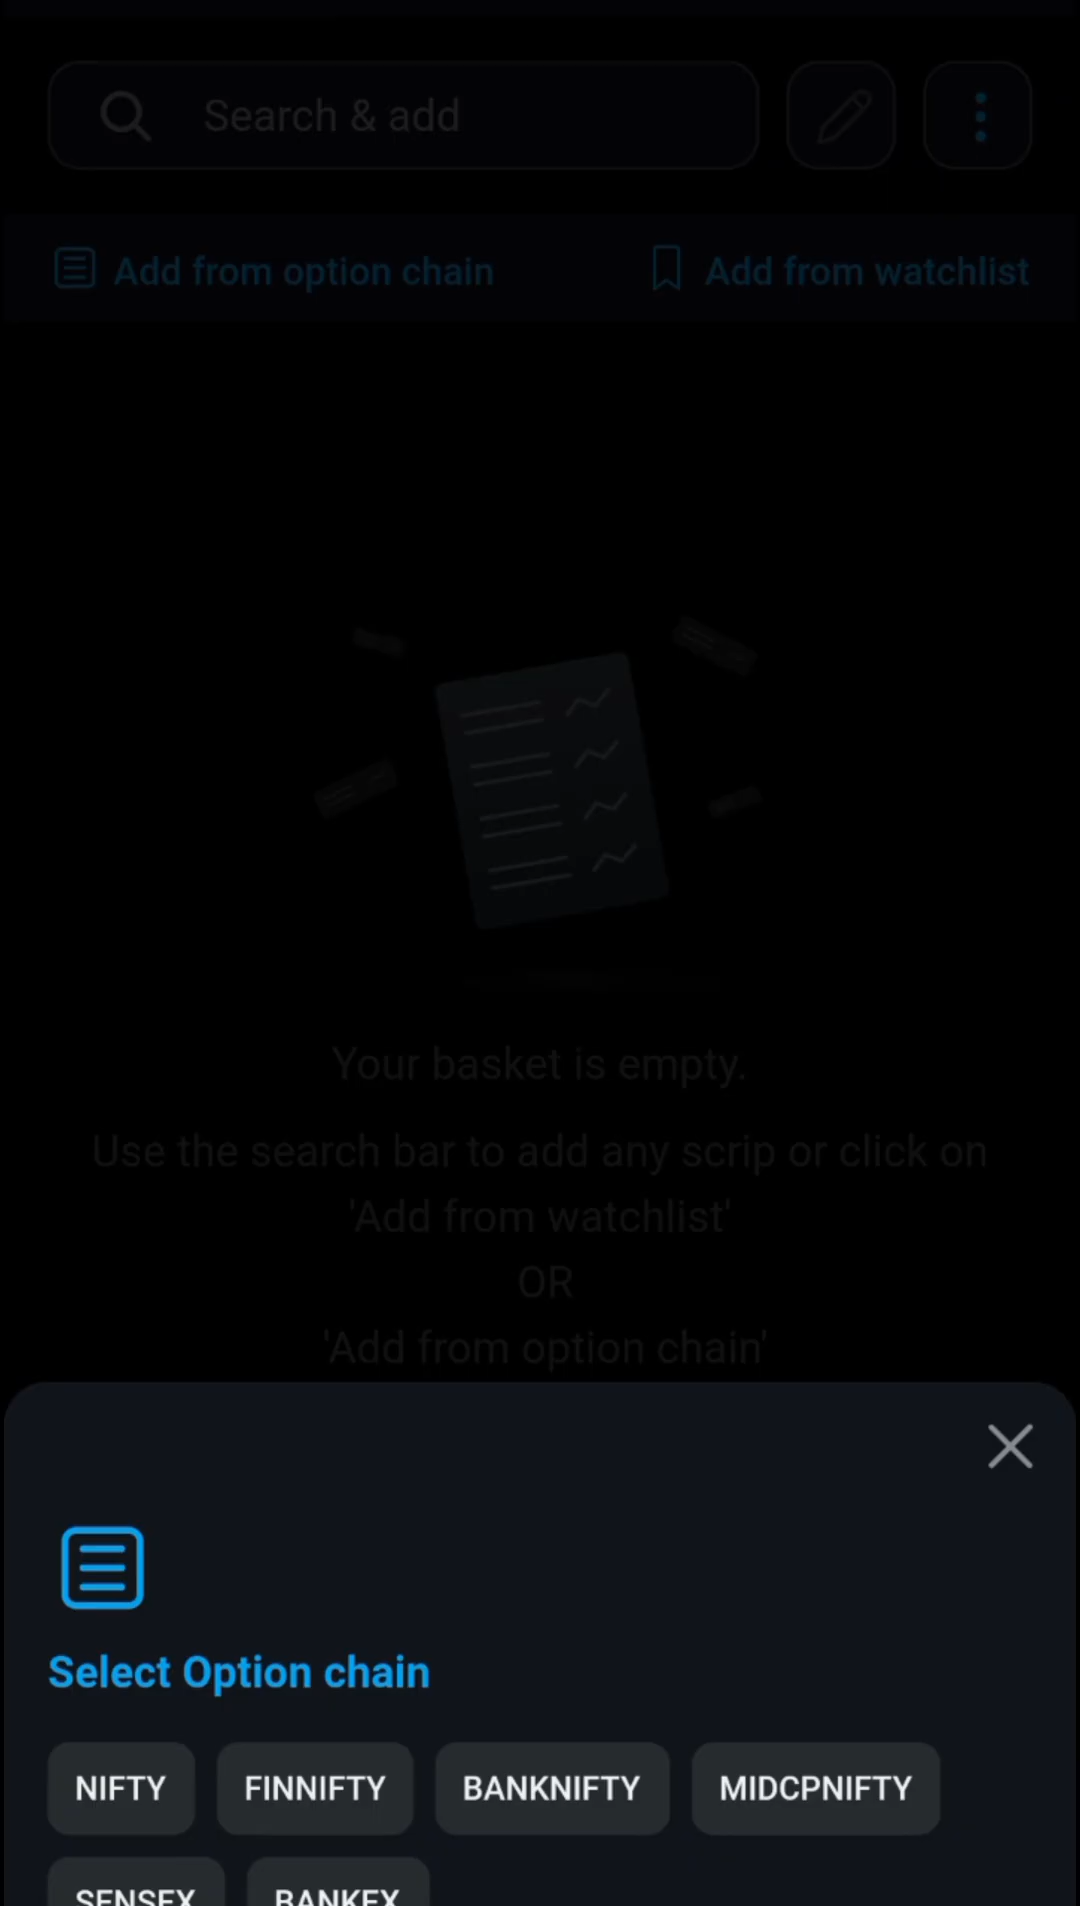 Search & add
Add from option chain
Add from watchlist
Your basket is empty.
Use the search bar to add any scrip or click on
'Add from watchlist'
OR
'Add from option chain'
Select Option chain
NIFTY
FINNIFTY
BANKNIFTY
MIDCPNIFTY
SENSEX
BANKEX